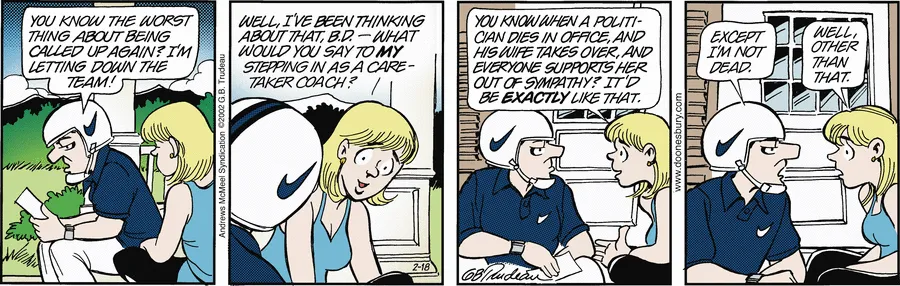 YOU KNOW THE WORST
THING ABOUT BEING
CALLED UP AGAIN? I'M
LETTING DOWN THE
TEAM!
Andrews McMeel Syndication ©2002 G.B. Trudeau
WELL, I'VE BEEN THINKING
ABOUT THAT, B.D. — WHAT
WOULD YOU SAY TO MY
STEPPING IN AS A CARE-
TAKER COACH?
2-18
YOU KNOW WHEN A POLITI-
CIAN DIES IN OFFICE, AND
HIS WIFE TAKES OVER, AND
EVERYONE SUPPORTS HER
OUT OF SYMPATHY? IT'D
BE EXACTLY LIKE THAT.
GBTrudeau
www.doonesbury.com
EXCEPT
I'M NOT
DEAD.
WELL,
OTHER
THAN
THAT.